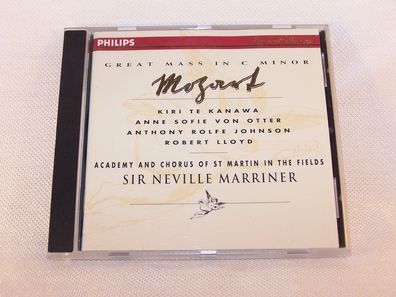 PHILIPS
GREAT MASS IN C MINOR
Mozart
KIRI TE KANAWA
ANNE SOFIE VON OTTER
ANTHONY ROLFE JOHNSON
ROBERT LLOYD
ACADEMY AND CHORUS OF ST MARTIN IN THE FIELDS
SIR NEVILLE MARRINER